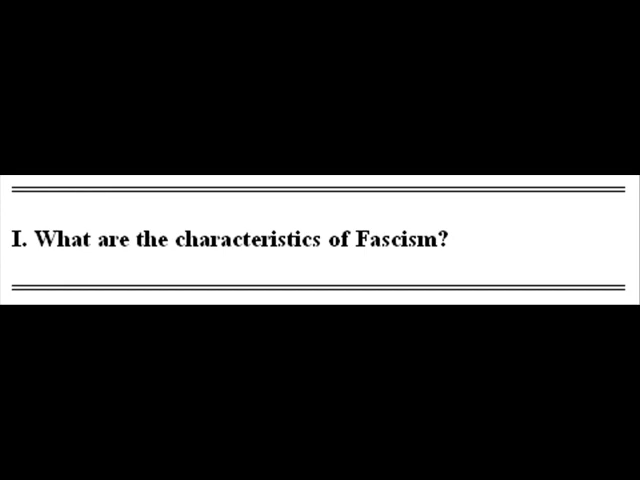 I. What are the characteristics of Fascism?